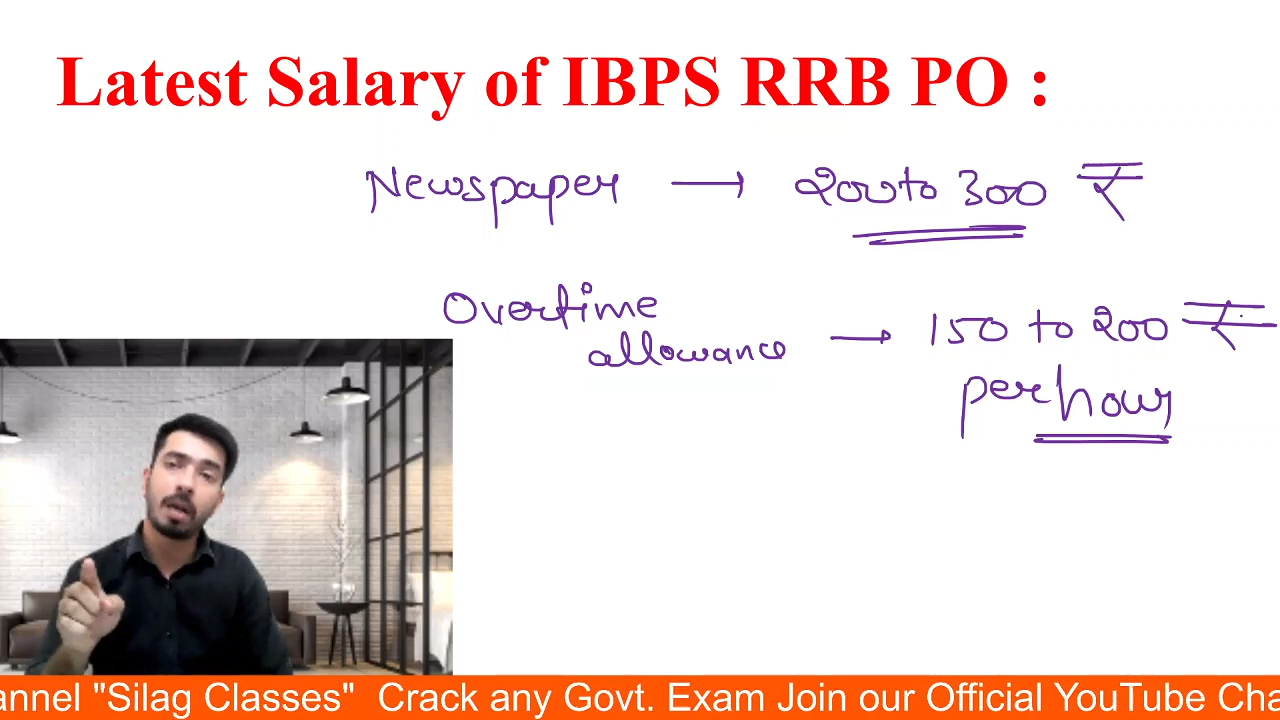 Latest Salary of IBPS RRB PO :
Newspaper → 200 to 300 ₹
Overtime
allowance → 150 to 200 ₹
per hour
annel "Silag Classes" Crack any Govt. Exam Join our Official YouTube Cha